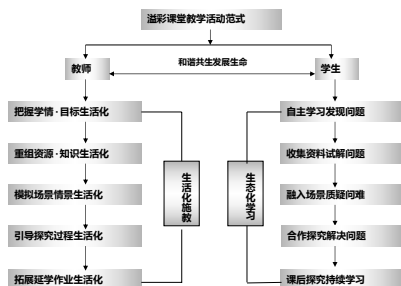 溢彩课堂教学活动范式
教师
和谐共生发展生命
学生
把握学情·目标生活化
自主学习发现问题
重组资源·知识生活化
收集资料试解问题
生活化施教
生态化学习
模拟场景情景生活化
融入场景质疑问难
引导探究过程生活化
合作探究解决问题
拓展延学作业生活化
课后探究持续学习